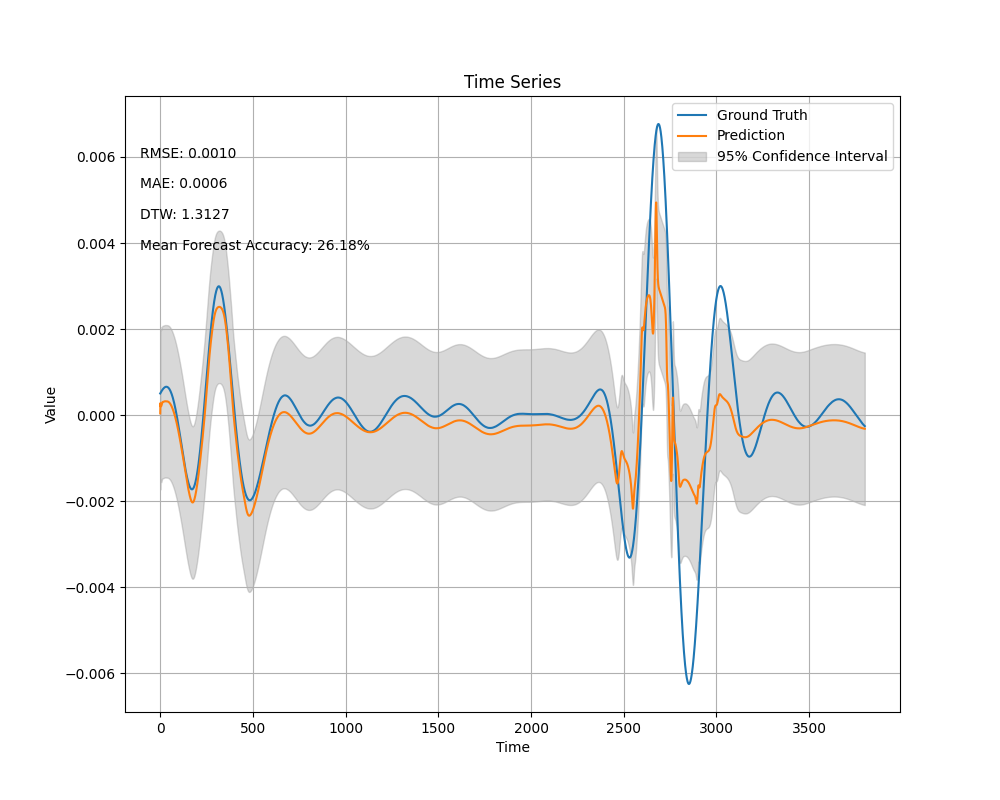 Time Series
Ground Truth
Prediction
95% Confidence Interval
RMSE: 0.0010
MAE: 0.0006
DTW: 1.3127
Mean Forecast Accuracy: 26.18%
Value
0.006
0.004
0.002
0.000
−0.002
−0.004
−0.006
0 500 1000 1500 2000 2500 3000 3500
Time